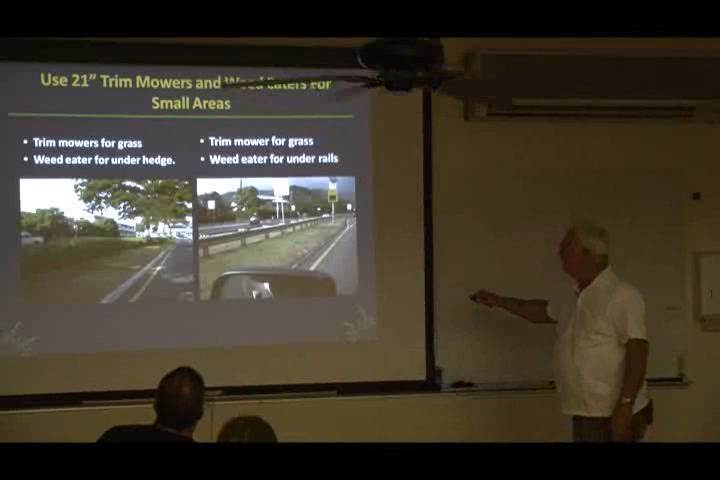 Use 21” Trim Mowers and Weed Eaters For
Small Areas
• Trim mowers for grass
• Weed eater for under hedge.
• Trim mower for grass
• Weed eater for under rails